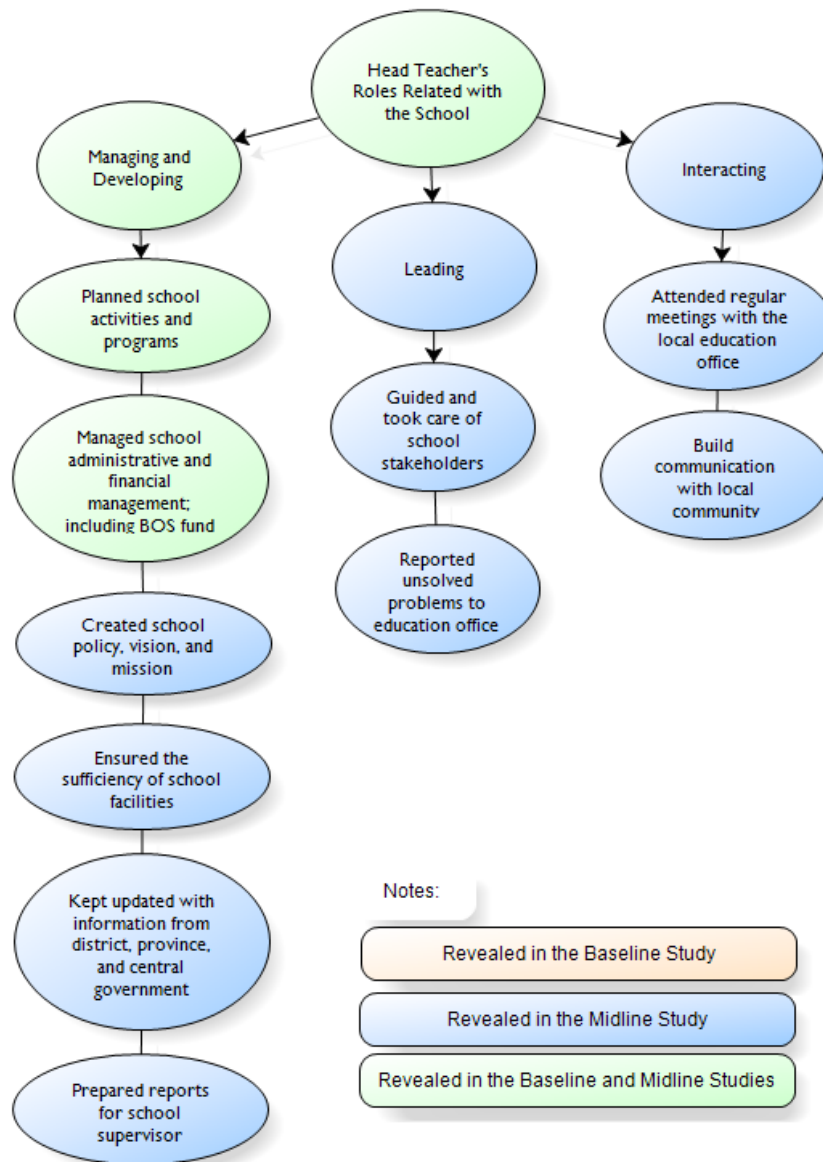 Head Teacher's
Roles Related with
the School
Managing and
Developing
Planned school
activities and
programs
Managed school
administrative and
financial
management;
including BOS fund
Created school
policy, vision, and
mission
Ensured the
sufficiency of school
facilities
Kept updated with
information from
district, province,
and central
government
Prepared reports
for school
supervisor
Leading
Guided and
took care of
school
stakeholders
Reported
unsolved
problems to
education office
Interacting
Attended regular
meetings with the
local education
office
Build
communication
with local
community
Notes:
Revealed in the Baseline Study
Revealed in the Midline Study
Revealed in the Baseline and Midline Studies